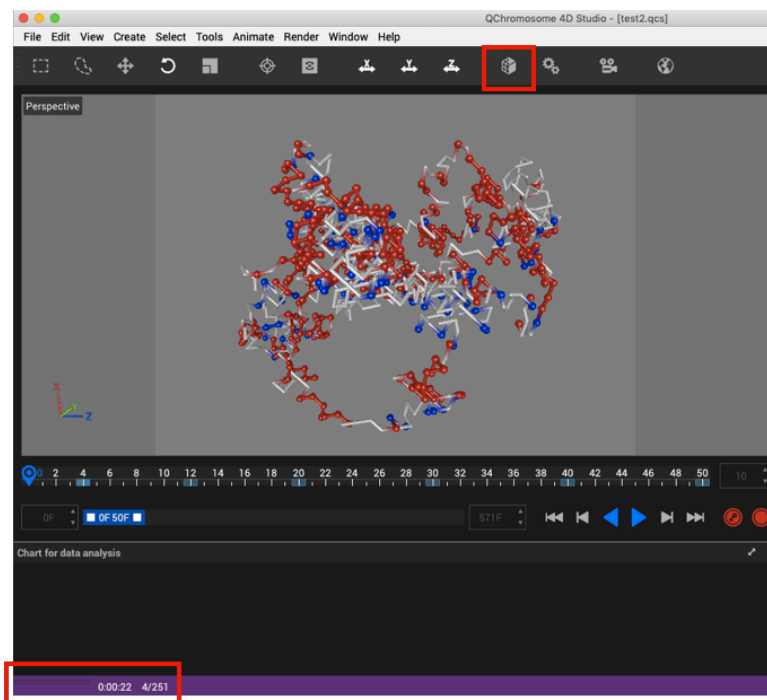 QChromosome 4D Studio - [test2.qcs]
File Edit View Create Select Tools Animate Render Window Help
X Y Z
Perspective
X
Y
Z
0 2 4 6 8 10 12 14 16 18 20 22 24 26 28 30 32 34 36 38 40 42 44 46 48 50 10
0F 0F 50F 571F
Chart for data analysis
0:00:22 4/251